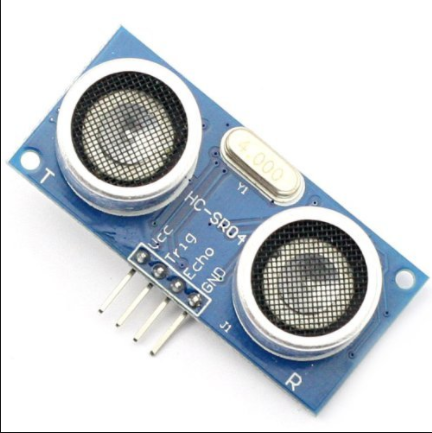 T
4.000
Y1
HC-SR04
Vcc
Trig
Echo
GND
J1
R